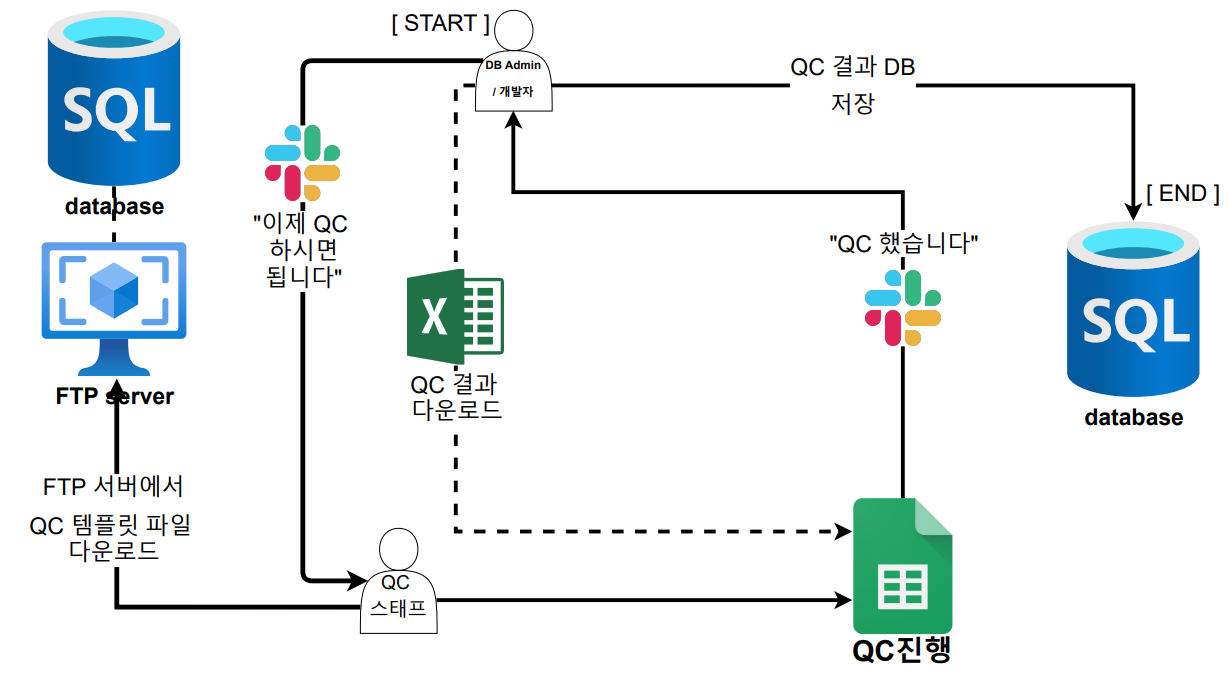 [ START ]
DB Admin
/ 개발자
QC 결과 DB
저장
SQL
database
"이제 QC
하시면
됩니다"
[ END ]
"QC 했습니다"
SQL
database
X
QC 결과
다운로드
FTP server
FTP 서버에서
QC 템플릿 파일
다운로드
QC
스태프
QC진행